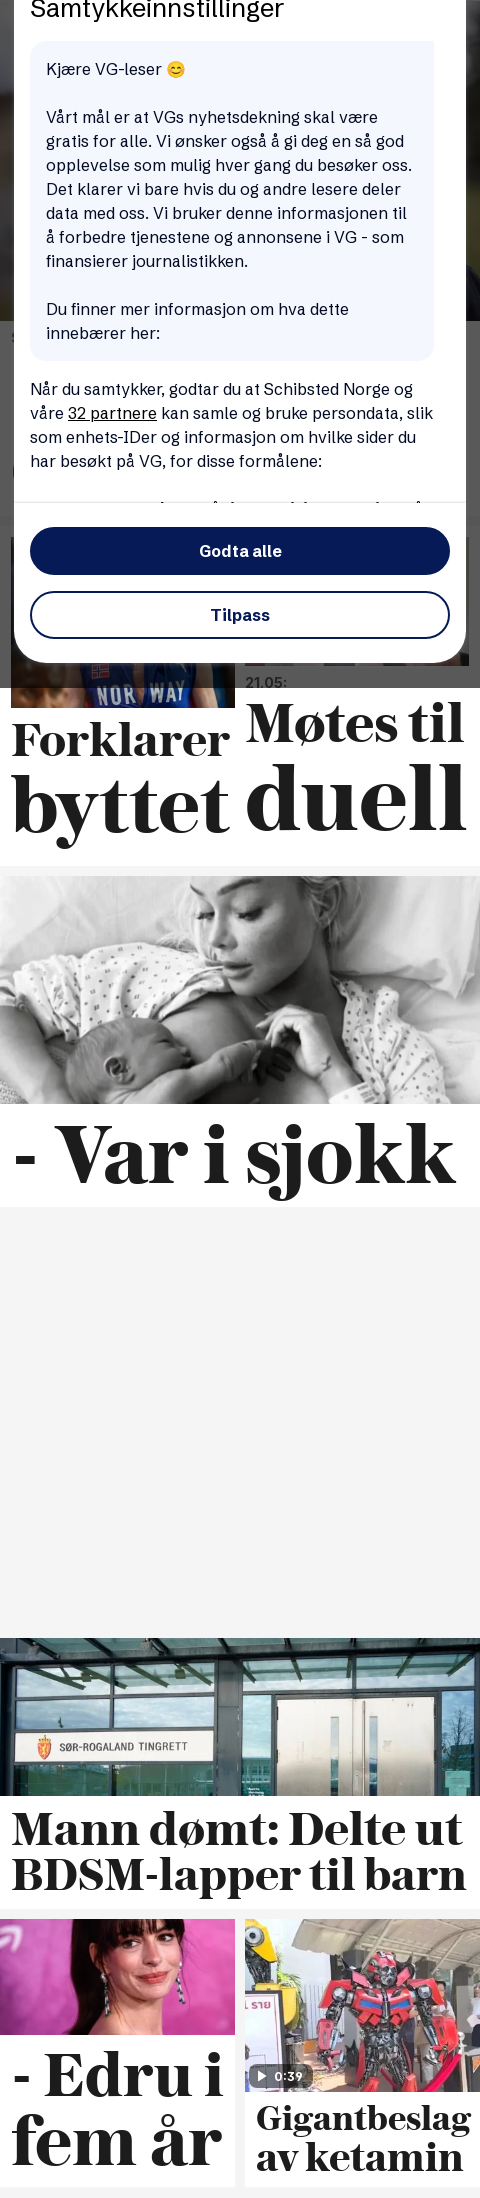 Samtykkeinnstillinger
Kjære VG-leser 😊
Vårt mål er at VGs nyhetsdekning skal være
gratis for alle. Vi ønsker også å gi deg en så god
opplevelse som mulig hver gang du besøker oss.
Det klarer vi bare hvis du og andre lesere deler
data med oss. Vi bruker denne informasjonen til
å forbedre tjenestene og annonsene i VG - som
finansierer journalistikken.
Du finner mer informasjon om hva dette
innebærer her:
Når du samtykker, godtar du at Schibsted Norge og
våre 32 partnere kan samle og bruke persondata, slik
som enhets-IDer og informasjon om hvilke sider du
har besøkt på VG, for disse formålene:
Godta alle
Tilpass
NORWAY
Forklarer
byttet
21.05:
Møtes til
duell
- Var i sjokk
SØR-ROGALAND TINGRETT
Mann dømt: Delte ut
BDSM-lapper til barn
- Edru i
fem år
0:39
Gigantbeslag
av ketamin